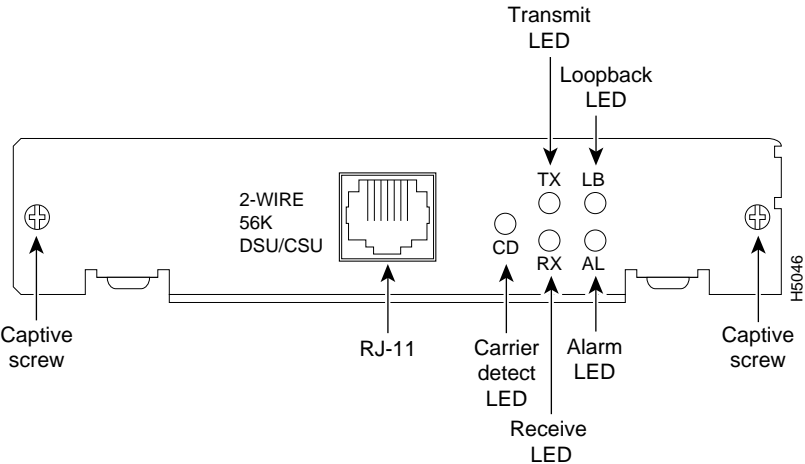 Transmit
LED
Loopback
LED
TX LB
2-WIRE
56K
DSU/CSU
CD
RX AL
H5046
Captive
screw
RJ-11
Carrier
detect
LED
Alarm
LED
Captive
screw
Receive
LED